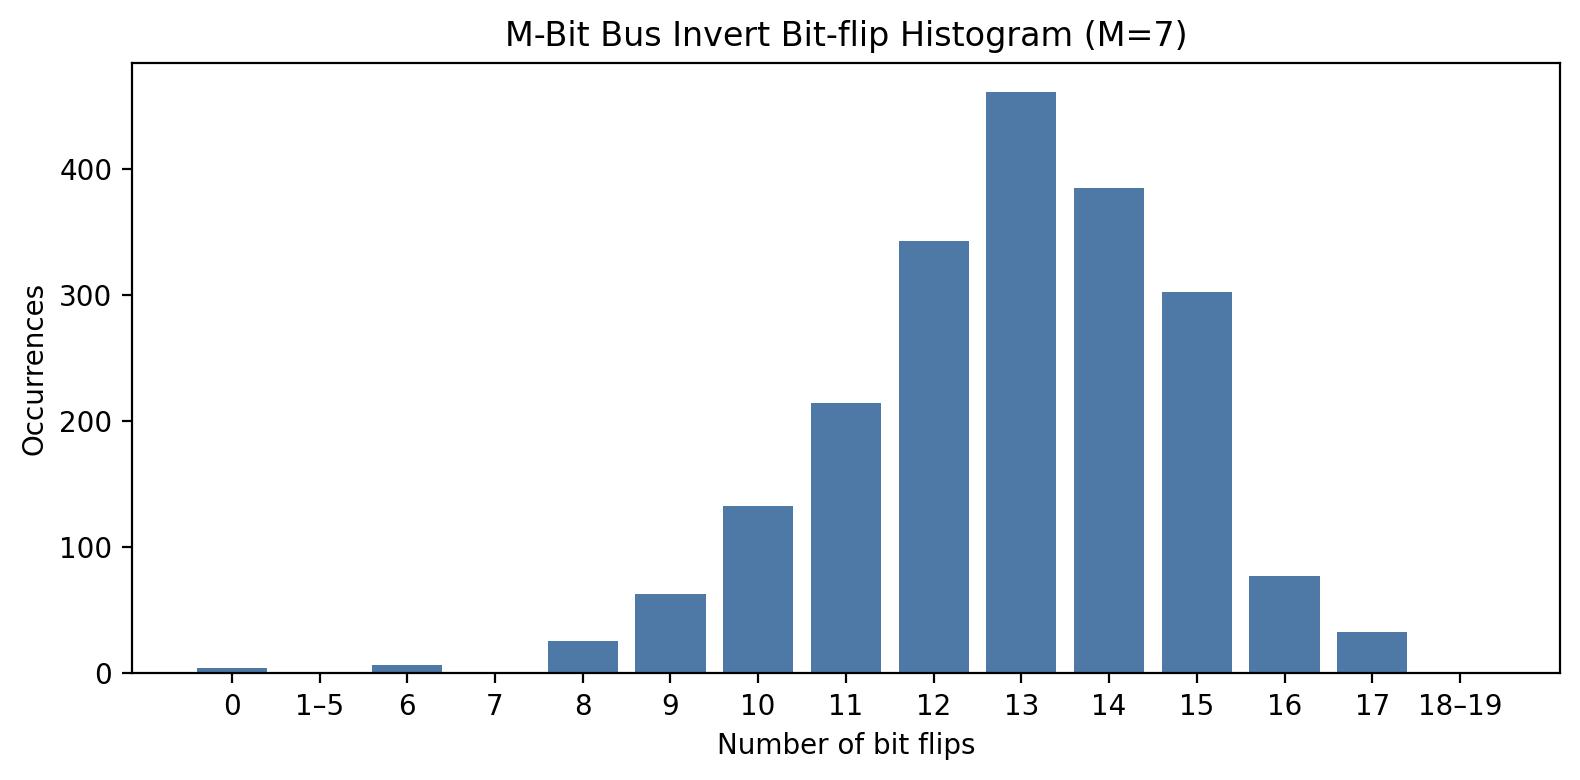 M-Bit Bus Invert Bit-flip Histogram (M=7)
Occurrences
400
300
200
100
0
0 1–5 6 7 8 9 10 11 12 13 14 15 16 17 18–19
Number of bit flips